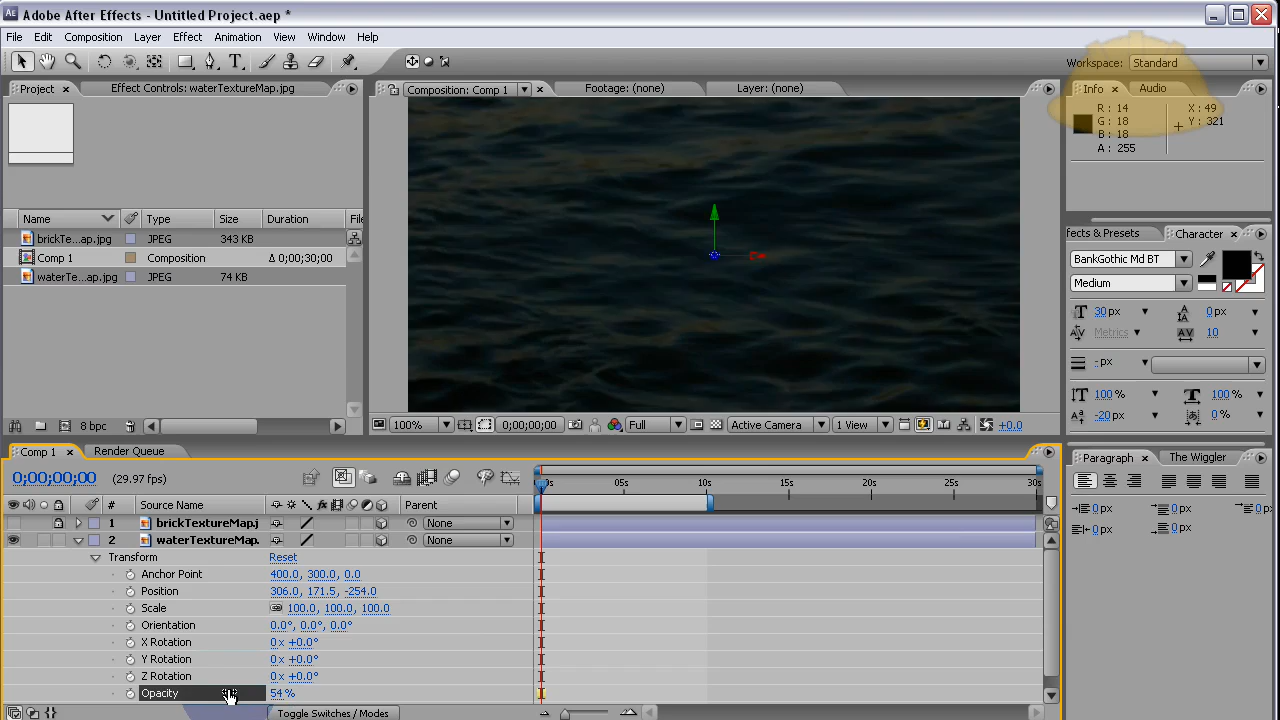 Adobe After Effects - Untitled Project.aep *
File Edit Composition Layer Effect Animation View Window Help
Workspace: Standard
Project Effect Controls: waterTextureMap.jpg
Composition: Comp 1 Footage: (none) Layer: (none)
Info Audio
R: 14 X: 49
G: 18 Y: 321
B: 18
A: 255
Name Type Size Duration File
brickTe...ap.jpg JPEG 343 KB
Comp 1 Composition Δ 0;00;30;00
waterTe...ap.jpg JPEG 74 KB
8 bpc
100% 0;00;00;00 Full Active Camera 1 View +0.0
fects & Presets Character
BankGothic Md BT
Medium
30 px 0 px
Metrics 10
- px
100 % 100 %
-20 px 0 %
Paragraph The Wiggler
0 px 0 px 0 px
0 px 0 px
Comp 1 Render Queue
0;00;00;00 (29.97 fps)
0s 05s 10s 15s 20s 25s 30s
# Source Name Parent
1 brickTextureMap.j None
2 waterTextureMap. None
Transform Reset
Anchor Point 400.0, 300.0, 0.0
Position 306.0, 171.5, -254.0
Scale 100.0, 100.0, 100.0
Orientation 0.0°, 0.0°, 0.0°
X Rotation 0 x +0.0°
Y Rotation 0 x +0.0°
Z Rotation 0 x +0.0°
Opacity 54 %
Toggle Switches / Modes